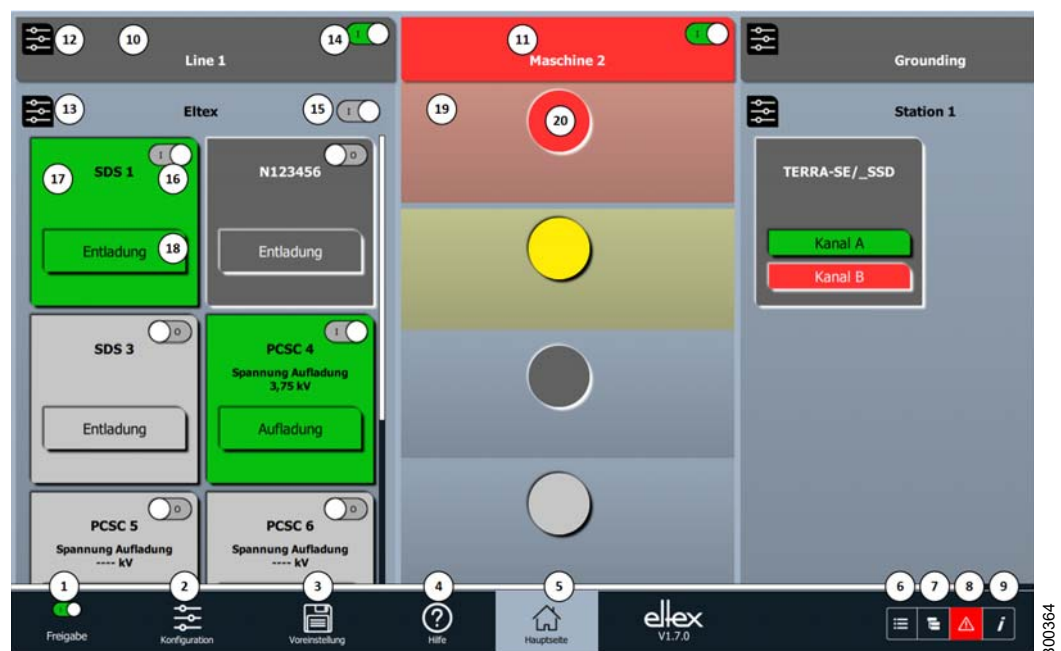 12 10 14 I
Line 1
11 I
Maschine 2
Grounding
13 Eltex 15 I
19
20
Station 1
17 SDS 1 I 16
Entladung 18
O
N123456
Entladung
TERRA-SE/_SSD
Kanal A
Kanal B
SDS 3 O
Entladung
I
PCSC 4
Spannung Aufladung
3,75 kV
Aufladung
O
PCSC 5
Spannung Aufladung
---- kV
O
PCSC 6
Spannung Aufladung
---- kV
1 2 3 4 5 6 7 8 9
I
Freigabe
Konfiguration
Voreinstellung
?
Hilfe
Hauptseite
eltex
V1.7.0
i